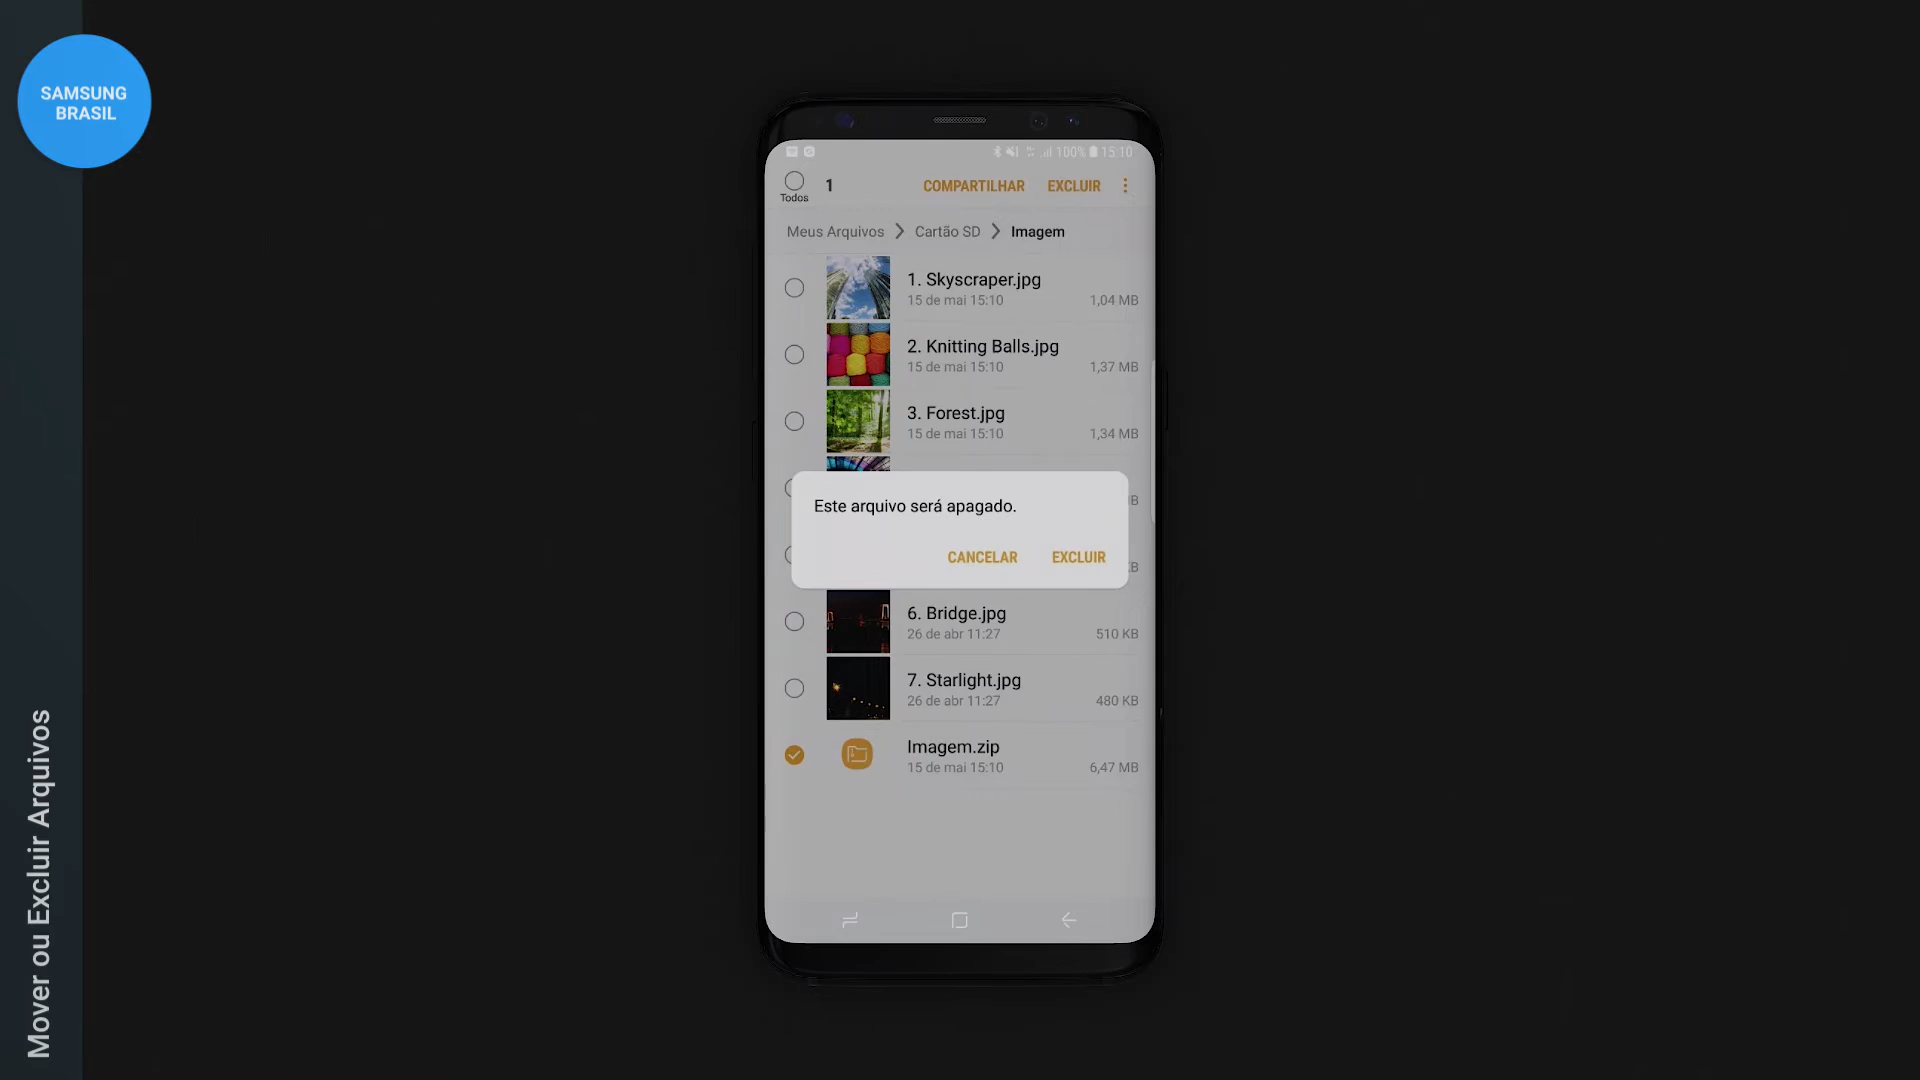 SAMSUNG
BRASIL
Mover ou Excluir Arquivos
100% 15:10
Todos
1
COMPARTILHAR
EXCLUIR
Meus Arquivos
Cartão SD
Imagem
1. Skyscraper.jpg
15 de mai 15:10
1,04 MB
2. Knitting Balls.jpg
15 de mai 15:10
1,37 MB
3. Forest.jpg
15 de mai 15:10
1,34 MB
Este arquivo será apagado.
CANCELAR
EXCLUIR
6. Bridge.jpg
26 de abr 11:27
510 KB
7. Starlight.jpg
26 de abr 11:27
480 KB
Imagem.zip
15 de mai 15:10
6,47 MB